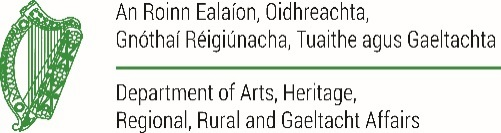 An Roinn Ealaíon, Oidhreachta,
Gnóthaí Réigiúnacha, Tuaithe agus Gaeltachta
Department of Arts, Heritage,
Regional, Rural and Gaeltacht Affairs